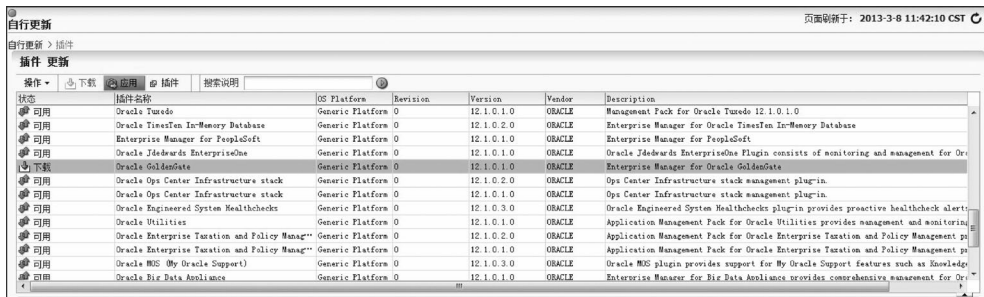 自行更新
页面刷新于: 2013-3-8 11:42:10 CST
自行更新 > 插件
插件 更新
操作 下载 应用 插件 搜索说明
状态 插件名称 OS Platform Revision Version Vendor Description
可用 Oracle Tuxedo Generic Platform 0 12.1.0.1.0 ORACLE Management Pack for Oracle Tuxedo 12.1.0.1.0
可用 Oracle TimesTen In-Memory Database Generic Platform 0 12.1.0.2.0 ORACLE Enterprise Manager for Oracle TimesTen In-Memory Database
可用 Enterprise Manager for PeopleSoft Generic Platform 0 12.1.0.1.0 ORACLE Enterprise Manager for PeopleSoft
可用 Oracle Jdedwards EnterpriseOne Generic Platform 0 12.1.0.1.0 ORACLE Oracle Jdedwards EnterpriseOne Plugin consists of monitoring and management for Ora
下载 Oracle GoldenGate Generic Platform 0 12.1.0.1.0 ORACLE Enterprise Manager for Oracle GoldenGate
可用 Oracle Ops Center Infrastructure stack Generic Platform 0 12.1.0.2.0 ORACLE Ops Center Infrastructure stack management plug-in.
可用 Oracle Ops Center Infrastructure stack Generic Platform 0 12.1.0.1.0 ORACLE Ops Center Infrastructure stack management plug-in.
可用 Oracle Engineered System Healthchecks Generic Platform 0 12.1.0.3.0 ORACLE Oracle Engineered System Healthchecks plug-in provides proactive healthcheck alerts
可用 Oracle Utilities Generic Platform 0 12.1.0.1.0 ORACLE Application Management Pack for Oracle Utilities provides management and monitoring
可用 Oracle Enterprise Taxation and Policy Manag… Generic Platform 0 12.1.0.2.0 ORACLE Application Management Pack for Oracle Enterprise Taxation and Policy Management p
可用 Oracle Enterprise Taxation and Policy Manag… Generic Platform 0 12.1.0.1.0 ORACLE Application Management Pack for Oracle Enterprise Taxation and Policy Management p
可用 Oracle MOS (My Oracle Support) Generic Platform 0 12.1.0.3.0 ORACLE Oracle MOS plugin provides support for My Oracle Support features such as Knowledge
可用 Oracle Big Data Appliance Generic Platform 0 12.1.0.1.0 ORACLE Enterprise Manager for Big Data Appliance provides comprehensive management for Ora